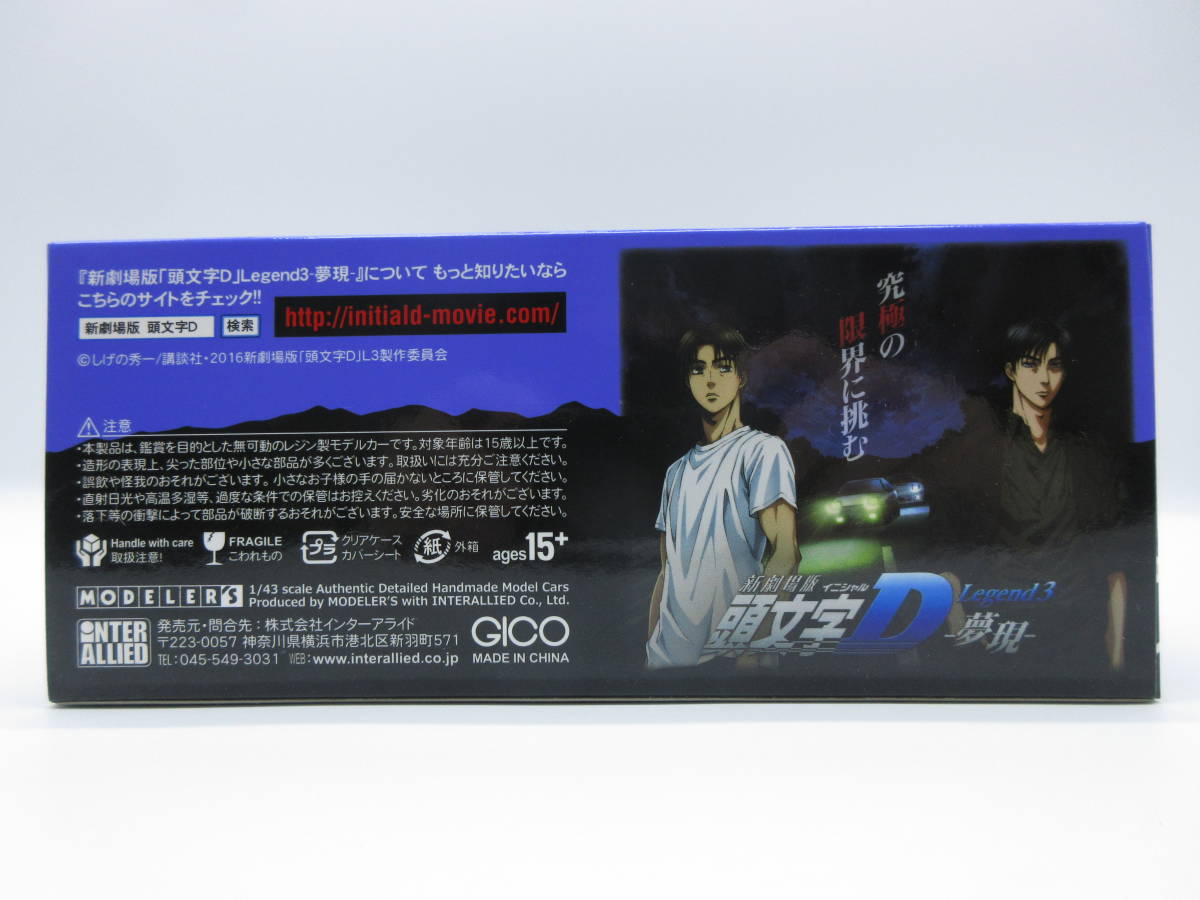 『新劇場版「頭文字D」Legend3-夢現-』について もっと知りたいなら
こちらのサイトをチェック!!
新劇場版 頭文字D 検索 http://initiald-movie.com/
©しげの秀一/講談社・2016新劇場版「頭文字D」L3製作委員会
注意
・本製品は、鑑賞を目的とした無可動のレジン製モデルカーです。対象年齢は15歳以上です。
・造形の表現上、尖った部位や小さな部品が多くございます。取扱いには充分ご注意ください。
・誤飲や怪我のおそれがございます。小さなお子様の手の届かないところに保管してください。
・直射日光や高温多湿等、過度な条件での保管はお控えください。劣化のおそれがございます。
・落下等の衝撃によって部品が破断するおそれがございます。安全な場所に保管してください。
Handle with care
取扱注意!
FRAGILE
こわれもの
プラ
クリアケース
カバーシート
紙 外箱
ages15+
MODELER'S
1/43 scale Authentic Detailed Handmade Model Cars
Produced by MODELER'S with INTERALLIED Co., Ltd.
INTER
ALLIED
発売元・問合先：株式会社インターアライド
〒223-0057 神奈川県横浜市港北区新羽町571
TEL：045-549-3031 WEB：www.interallied.co.jp
GICO
MADE IN CHINA
究極の
限界に挑む
新劇場版 イニシャル
頭文字D Legend 3
-夢現-